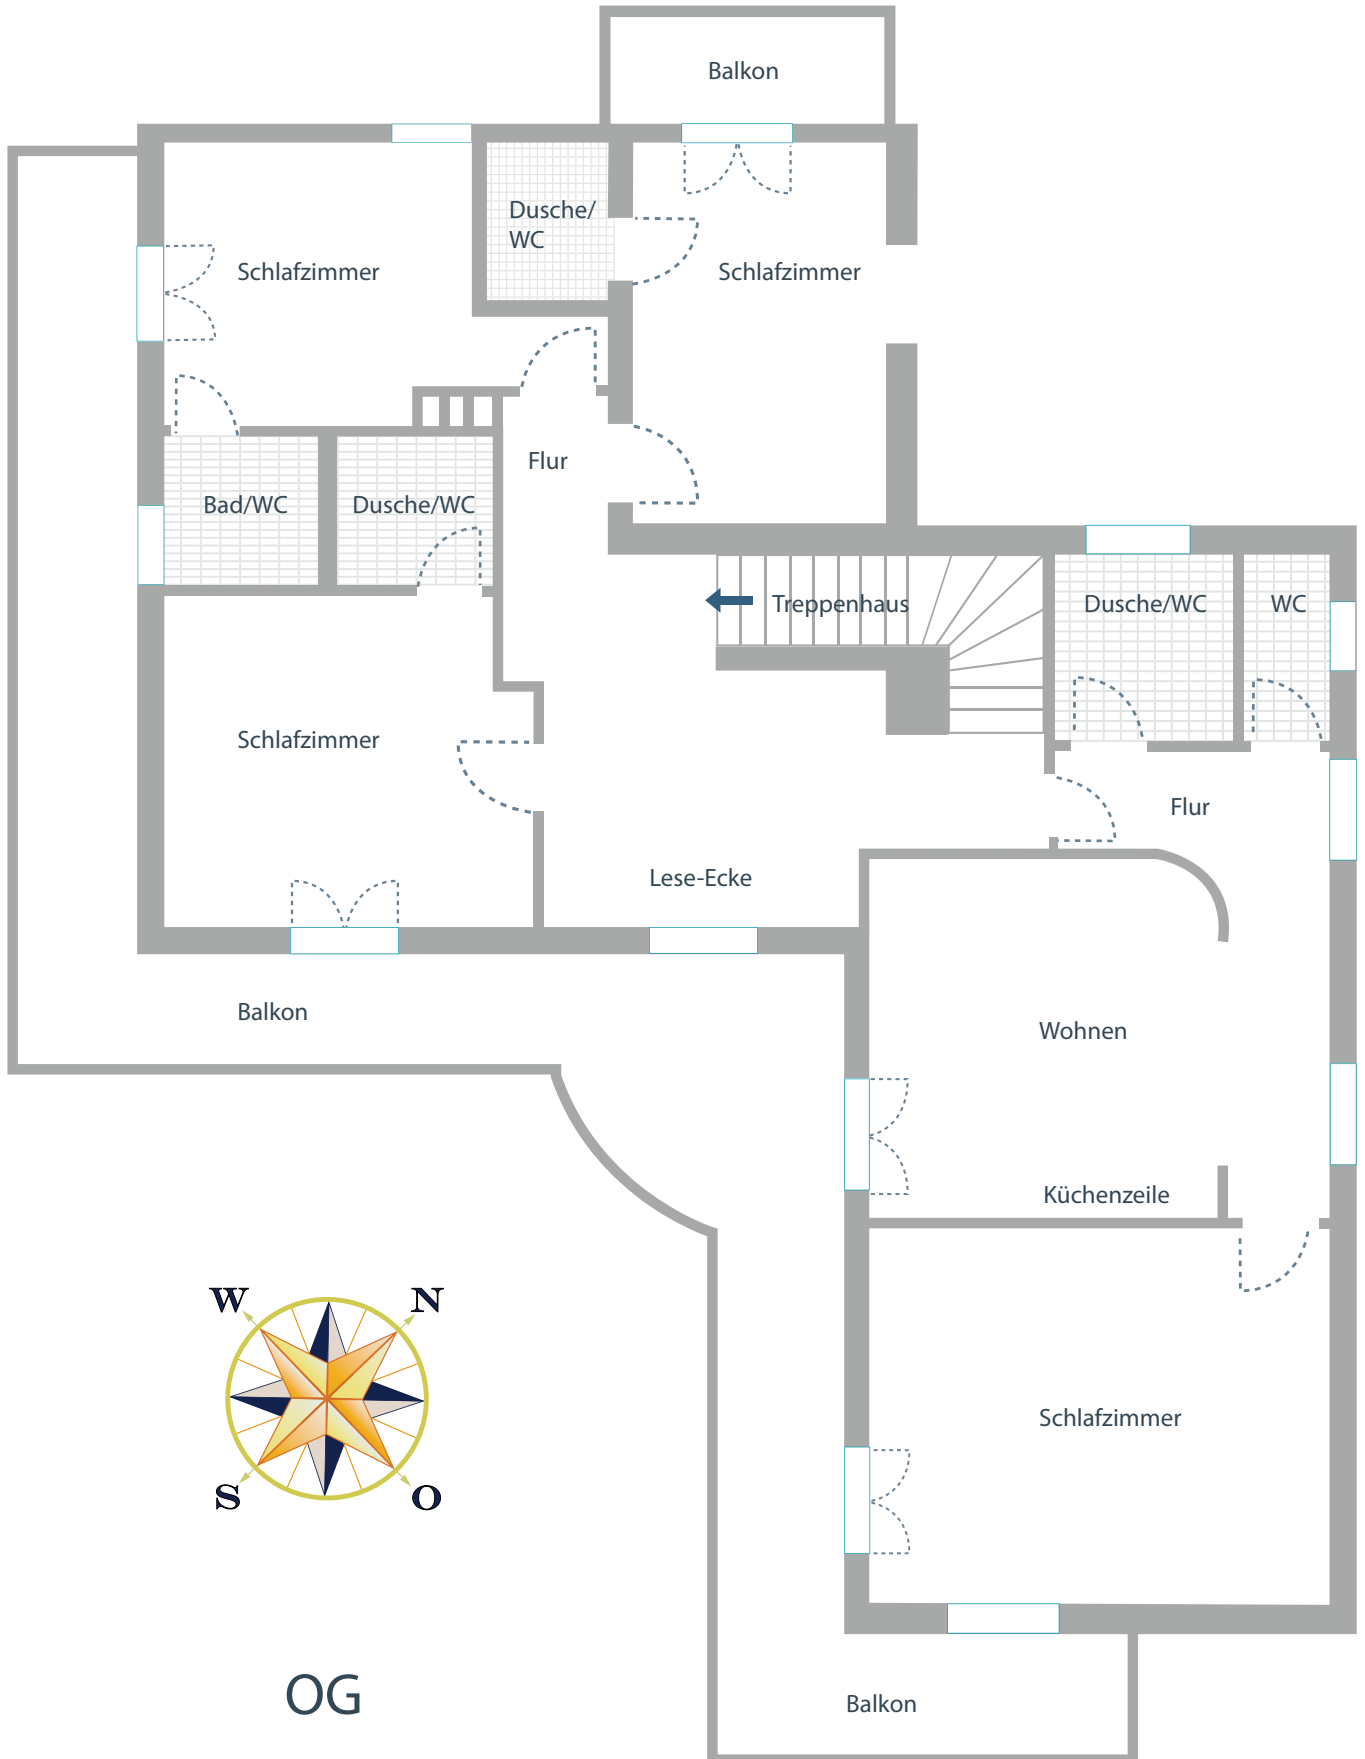 Balkon
Dusche/
WC
Schlafzimmer
Schlafzimmer
Flur
Bad/WC
Dusche/WC
Treppenhaus
Dusche/WC
WC
Schlafzimmer
Flur
Lese-Ecke
Balkon
Wohnen
Küchenzeile
W
N
Schlafzimmer
S
O
OG
Balkon